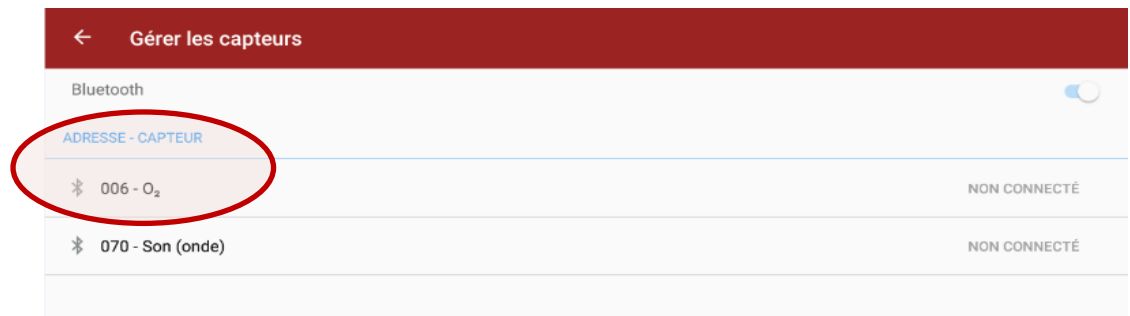 Gérer les capteurs
Bluetooth
ADRESSE - CAPTEUR
006 - O₂ NON CONNECTÉ
070 - Son (onde) NON CONNECTÉ